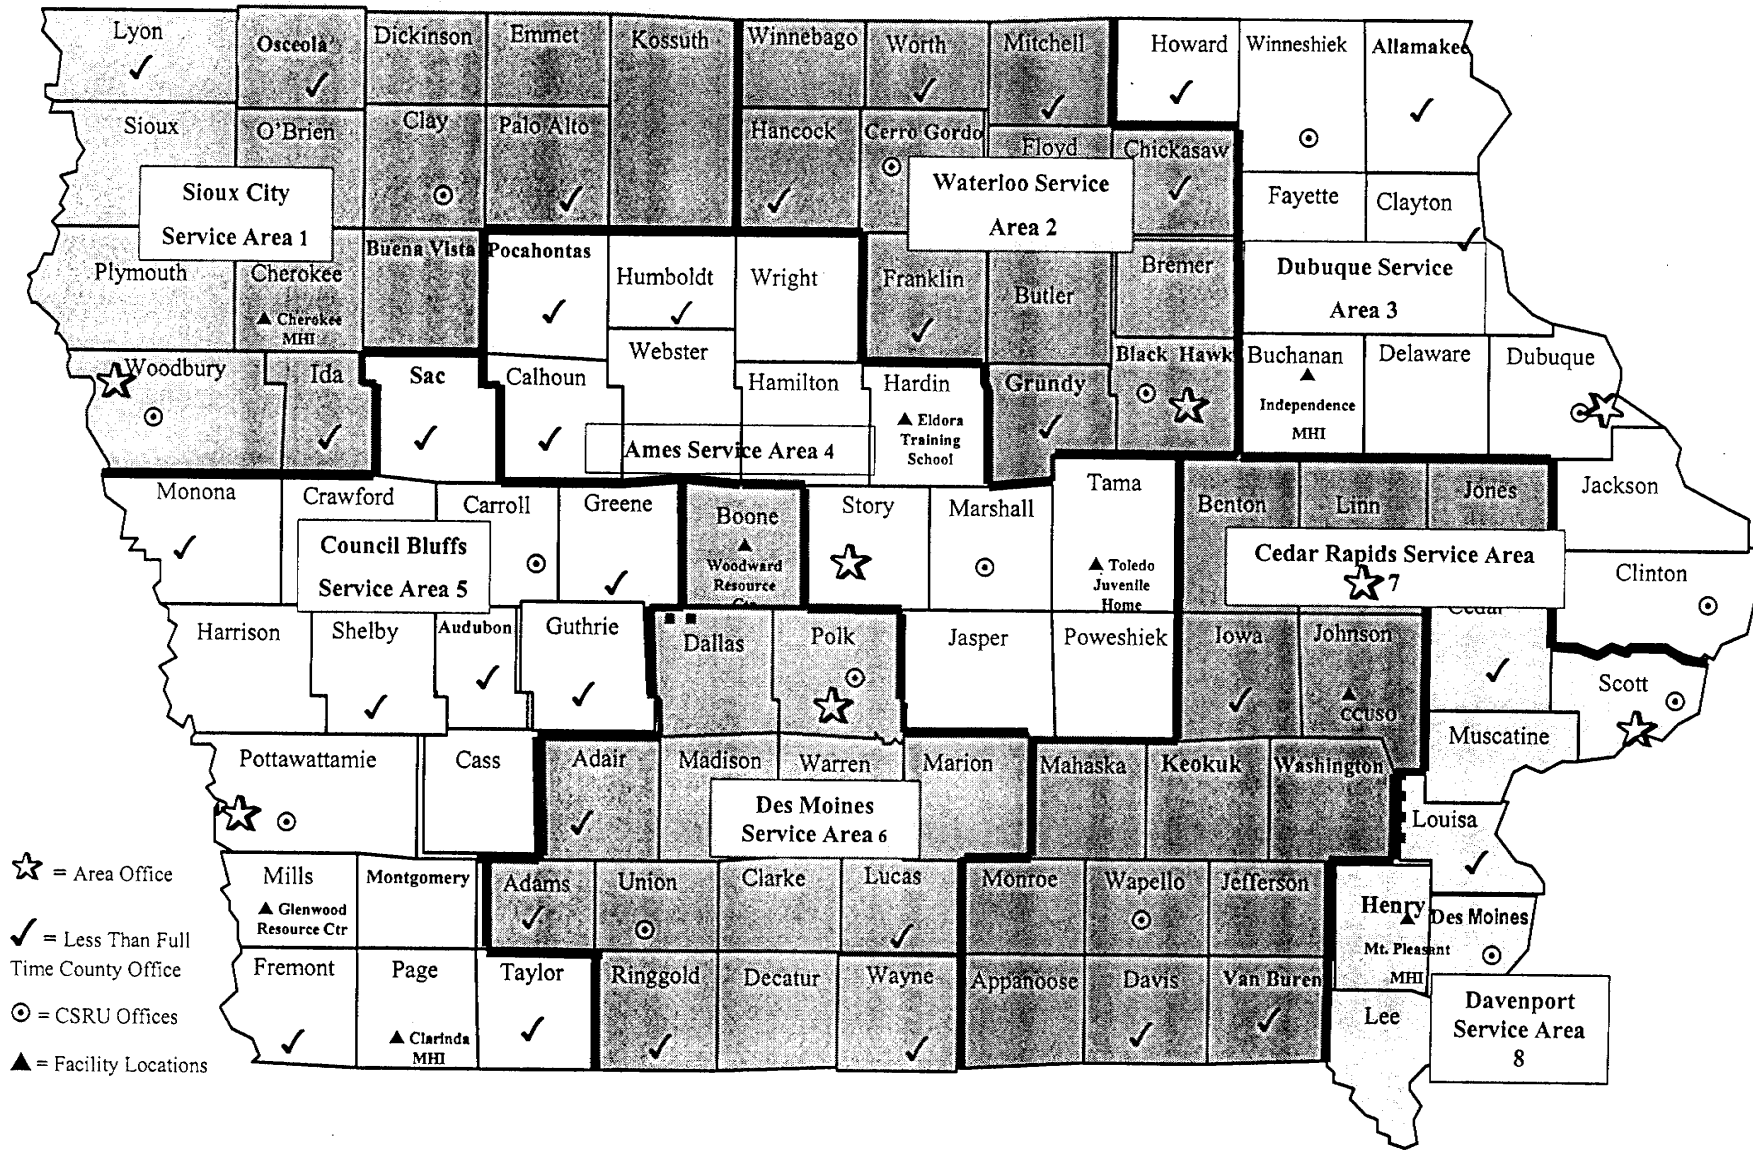 Lyon
Osceola
Dickinson
Emmet
Kossuth
Winnebago
Worth
Mitchell
Howard
Winneshiek
Allamakee
Sioux
O'Brien
Clay
Palo Alto
Hancock
Cerro Gordo
Floyd
Chickasaw
Fayette
Clayton
Sioux City
Service Area 1
Waterloo Service
Area 2
Dubuque Service
Area 3
Plymouth
Cherokee
Cherokee
MHI
Buena Vista
Pocahontas
Humboldt
Wright
Franklin
Butler
Bremer
Woodbury
Ida
Sac
Calhoun
Webster
Hamilton
Hardin
Eldora
Training
School
Grundy
Black Hawk
Buchanan
Independence
MHI
Delaware
Dubuque
Ames Service Area 4
Monona
Crawford
Carroll
Greene
Boone
Woodward
Resource
Story
Marshall
Tama
Toledo
Juvenile
Home
Benton
Linn
Jones
Jackson
Council Bluffs
Service Area 5
Cedar Rapids Service Area
7
Clinton
Harrison
Shelby
Audubon
Guthrie
Dallas
Polk
Jasper
Poweshiek
Iowa
Johnson
CCUSO
Cedar
Scott
Muscatine
Pottawattamie
Cass
Adair
Madison
Warren
Marion
Mahaska
Keokuk
Washington
Louisa
Des Moines
Service Area 6
Mills
Glenwood
Resource Ctr
Montgomery
Adams
Union
Clarke
Lucas
Monroe
Wapello
Jefferson
Henry
Mt. Pleasant
MHI
Des Moines
Fremont
Page
Clarinda
MHI
Taylor
Ringgold
Decatur
Wayne
Appanoose
Davis
Van Buren
Lee
Davenport
Service Area
8
= Area Office
= Less Than Full
Time County Office
= CSRU Offices
= Facility Locations